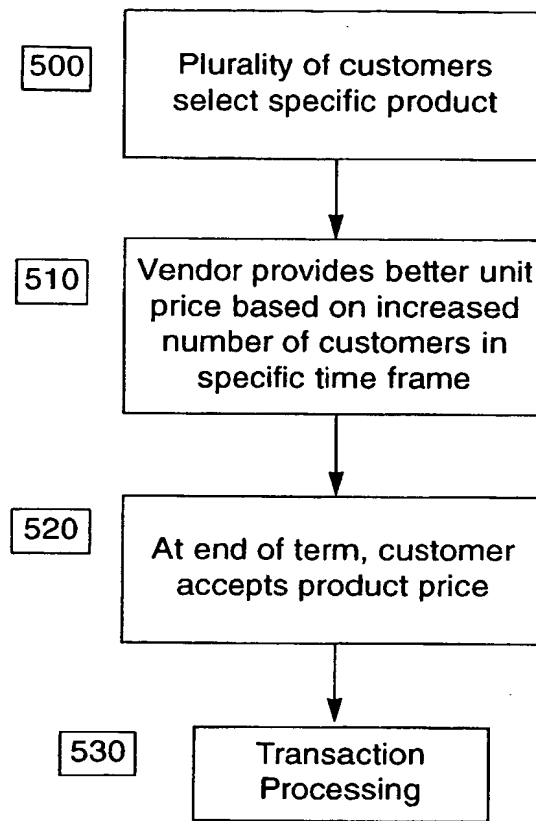 500
Plurality of customers
select specific product
510
Vendor provides better unit
price based on increased
number of customers in
specific time frame
520
At end of term, customer
accepts product price
530
Transaction
Processing